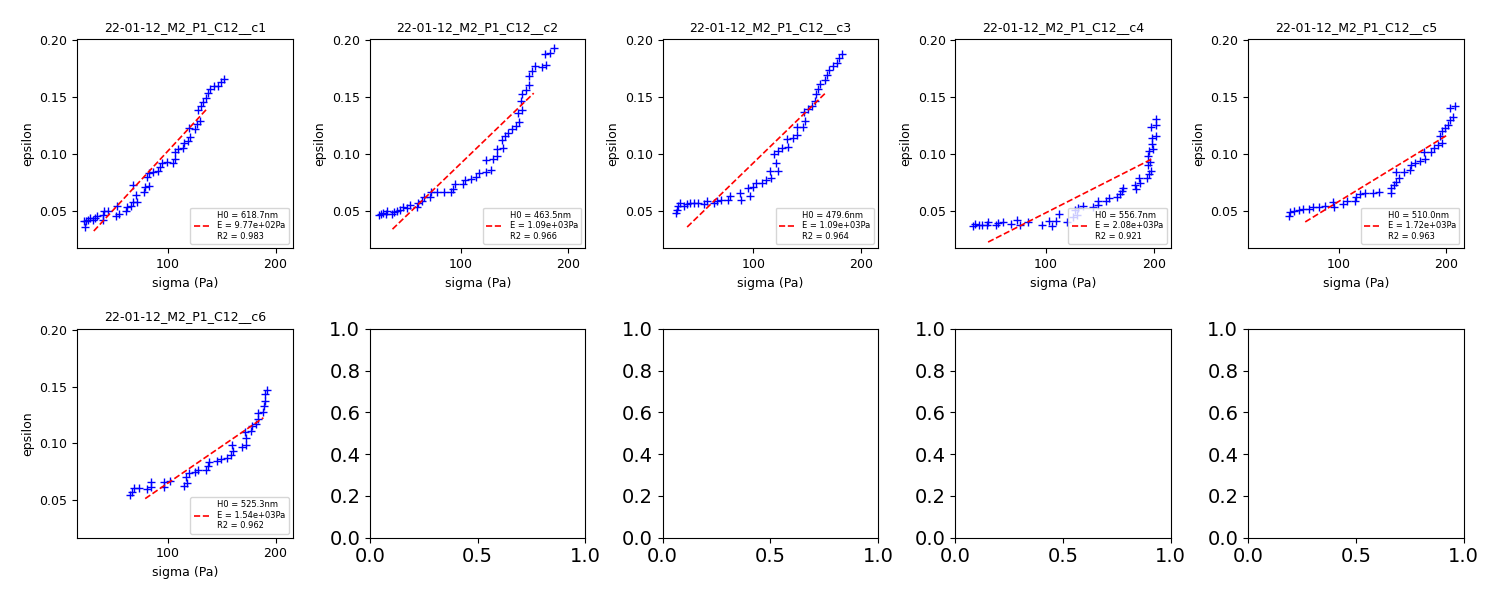 22-01-12_M2_P1_C12__c1
22-01-12_M2_P1_C12__c2
22-01-12_M2_P1_C12__c3
22-01-12_M2_P1_C12__c4
22-01-12_M2_P1_C12__c5
0.20
0.15
0.10
0.05
epsilon
100
200
sigma (Pa)
H0 = 618.7nm
E = 9.77e+02Pa
R2 = 0.983
0.20
0.15
0.10
0.05
epsilon
100
200
sigma (Pa)
H0 = 463.5nm
E = 1.09e+03Pa
R2 = 0.966
0.20
0.15
0.10
0.05
epsilon
100
200
sigma (Pa)
H0 = 479.6nm
E = 1.09e+03Pa
R2 = 0.964
0.20
0.15
0.10
0.05
epsilon
100
200
sigma (Pa)
H0 = 556.7nm
E = 2.08e+03Pa
R2 = 0.921
0.20
0.15
0.10
0.05
epsilon
100
200
sigma (Pa)
H0 = 510.0nm
E = 1.72e+03Pa
R2 = 0.963
22-01-12_M2_P1_C12__c6
0.20
0.15
0.10
0.05
epsilon
100
200
sigma (Pa)
H0 = 525.3nm
E = 1.54e+03Pa
R2 = 0.962
1.0
0.8
0.6
0.4
0.2
0.0
0.0
0.5
1.0
1.0
0.8
0.6
0.4
0.2
0.0
0.0
0.5
1.0
1.0
0.8
0.6
0.4
0.2
0.0
0.0
0.5
1.0
1.0
0.8
0.6
0.4
0.2
0.0
0.0
0.5
1.0